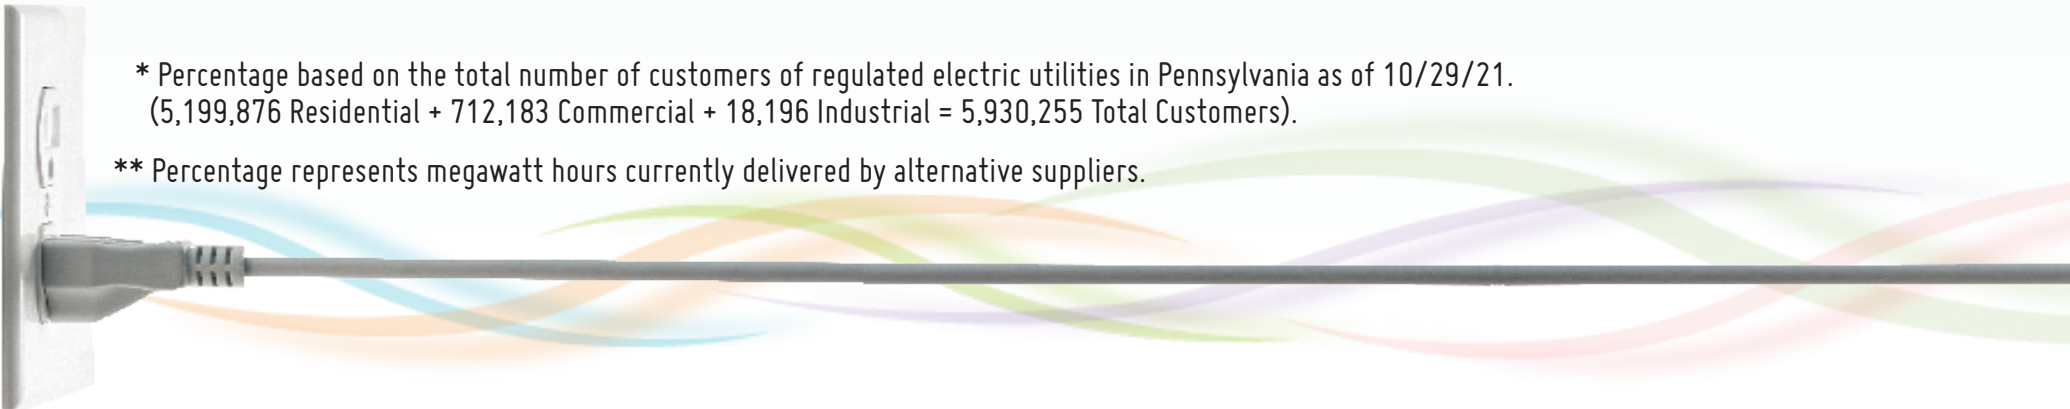 * Percentage based on the total number of customers of regulated electric utilities in Pennsylvania as of 10/29/21.
(5,199,876 Residential + 712,183 Commercial + 18,196 Industrial = 5,930,255 Total Customers).
** Percentage represents megawatt hours currently delivered by alternative suppliers.